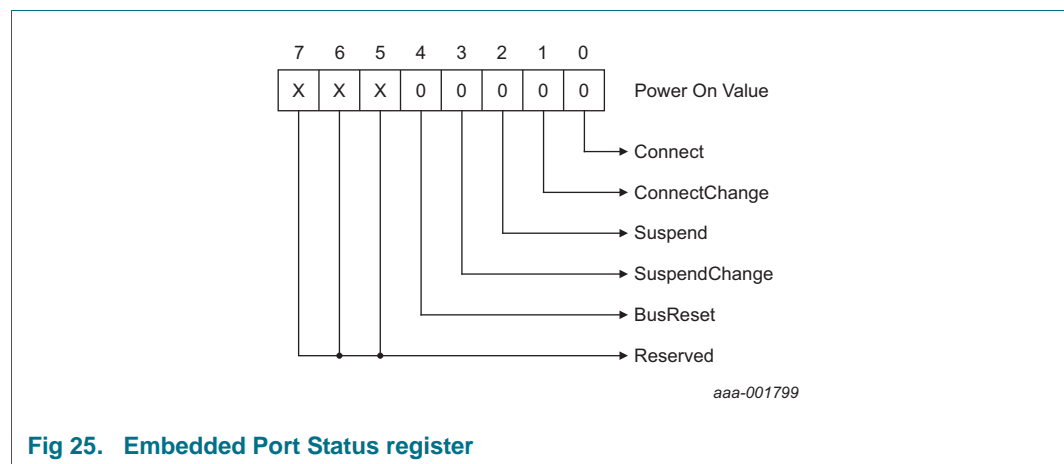 7 6 5 4 3 2 1 0
X X X 0 0 0 0 0 Power On Value
Connect
ConnectChange
Suspend
SuspendChange
BusReset
Reserved
aaa-001799
Fig 25. Embedded Port Status register